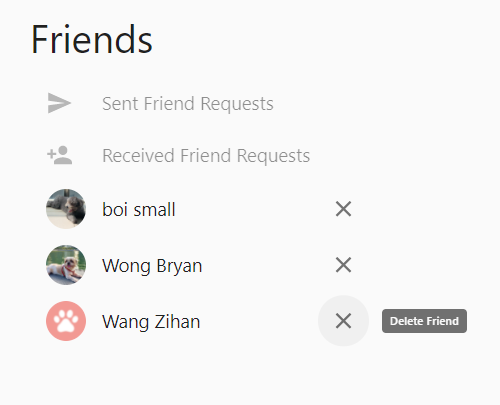 Friends
Sent Friend Requests
Received Friend Requests
boi small
Wong Bryan
Wang Zihan
Delete Friend